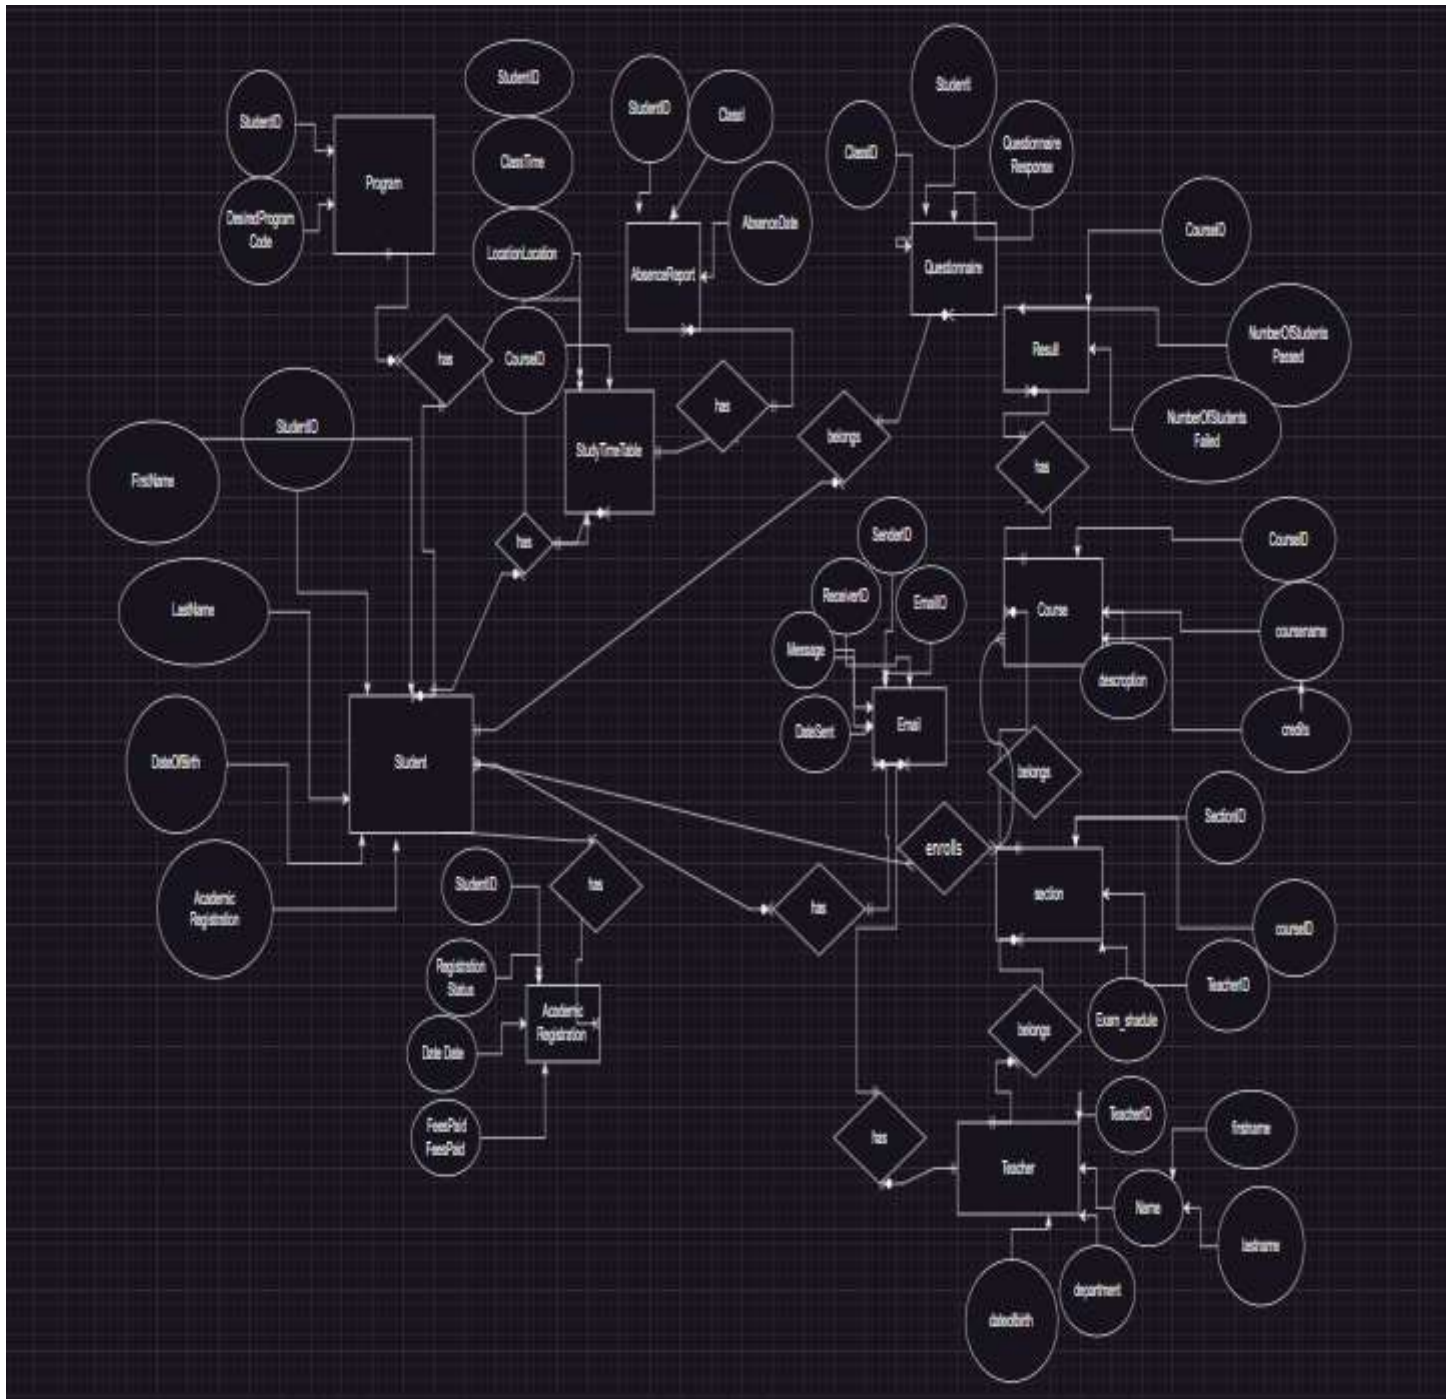 StudentID
StudentID
ClassI
StudentI
StudentID
ClassTime
ClassID
Questionnaire
Response
Program
DesiredProgram
Code
LocationLocation
AbsenceDate
CourseID
AbsenceReport
Questionnaire
NumberOfStudents
Passed
Result
has
CourseID
has
StudentID
NumberOfStudents
Failed
belongs
StudyTimeTable
has
FirstName
has
SenderID
CourseID
ReceiverID
EmailID
Course
LastName
coursename
Message
descroption
Email
DateSent
credits
DateOfBirth
Student
belongs
SectionID
enrolls
StudentID
has
section
Academic
Registration
has
courseID
Registration
Status
TeacherID
Academic
Registration
Exam_shadule
belongs
Date Date
TeacherID
firstname
FeesPaid
FeesPaid
has
Teacher
Name
lastname
department
dateofbirth